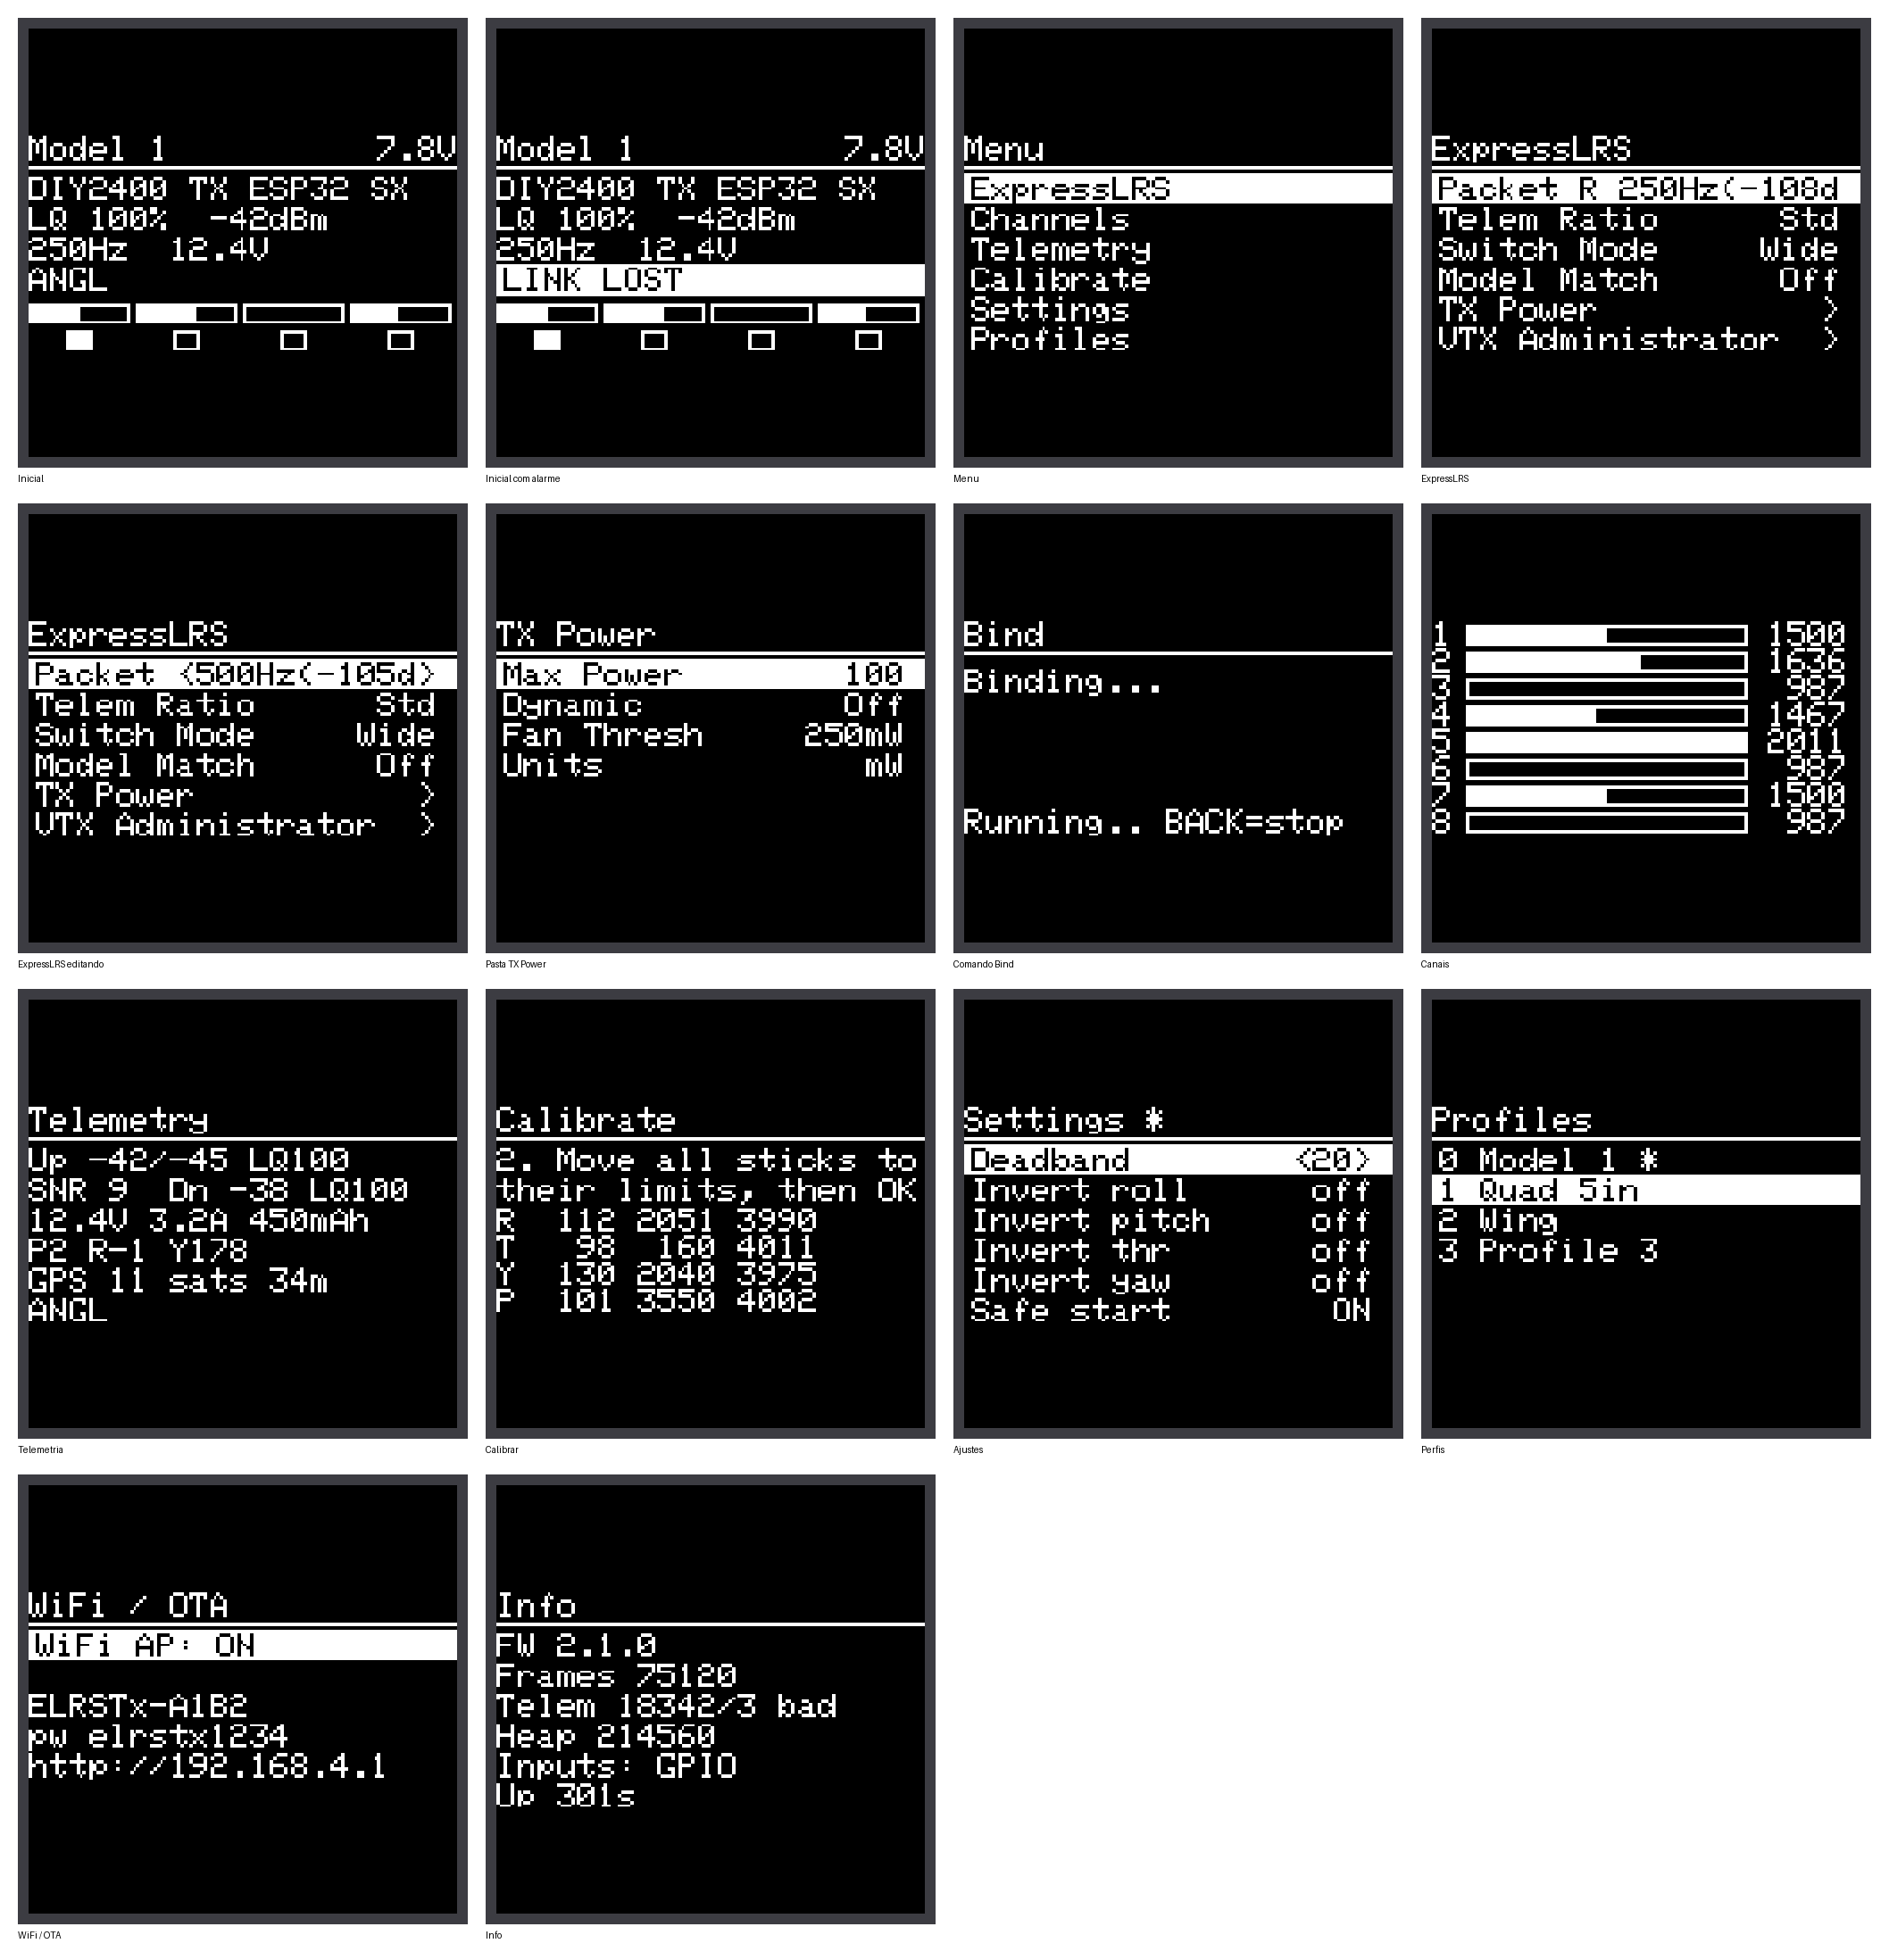 Model 1 7.8V
DIY2400 TX ESP32 SX
LQ 100% -42dBm
250Hz 12.4V
ANGL
Inicial
Model 1 7.8V
DIY2400 TX ESP32 SX
LQ 100% -42dBm
250Hz 12.4V
LINK LOST
Inicial com alarme
Menu
ExpressLRS
Channels
Telemetry
Calibrate
Settings
Profiles
Menu
ExpressLRS
Packet R 250Hz(-108d
Telem Ratio Std
Switch Mode Wide
Model Match Off
TX Power >
VTX Administrator >
ExpressLRS
ExpressLRS
Packet <500Hz(-105d>
Telem Ratio Std
Switch Mode Wide
Model Match Off
TX Power >
VTX Administrator >
ExpressLRS editando
TX Power
Max Power 100
Dynamic Off
Fan Thresh 250mW
Units mW
Pasta TX Power
Bind
Binding...
Running.. BACK=stop
Comando Bind
1 1500
2 1636
3 987
4 1467
5 2011
6 987
7 1500
8 987
Canais
Telemetry
Up -42/-45 LQ100
SNR 9 Dn -38 LQ100
12.4V 3.2A 450mAh
P2 R-1 Y178
GPS 11 sats 34m
ANGL
Telemetria
Calibrate
2. Move all sticks to
their limits, then OK
R 112 2051 3990
T 98 160 4011
Y 130 2040 3975
P 101 3550 4002
Calibrar
Settings *
Deadband <20>
Invert roll off
Invert pitch off
Invert thr off
Invert yaw off
Safe start ON
Ajustes
Profiles
0 Model 1 *
1 Quad 5in
2 Wing
3 Profile 3
Perfis
WiFi / OTA
WiFi AP: ON
ELRSTx-A1B2
pw elrstx1234
http://192.168.4.1
WiFi / OTA
Info
FW 2.1.0
Frames 75120
Telem 18342/3 bad
Heap 214560
Inputs: GPIO
Up 301s
Info